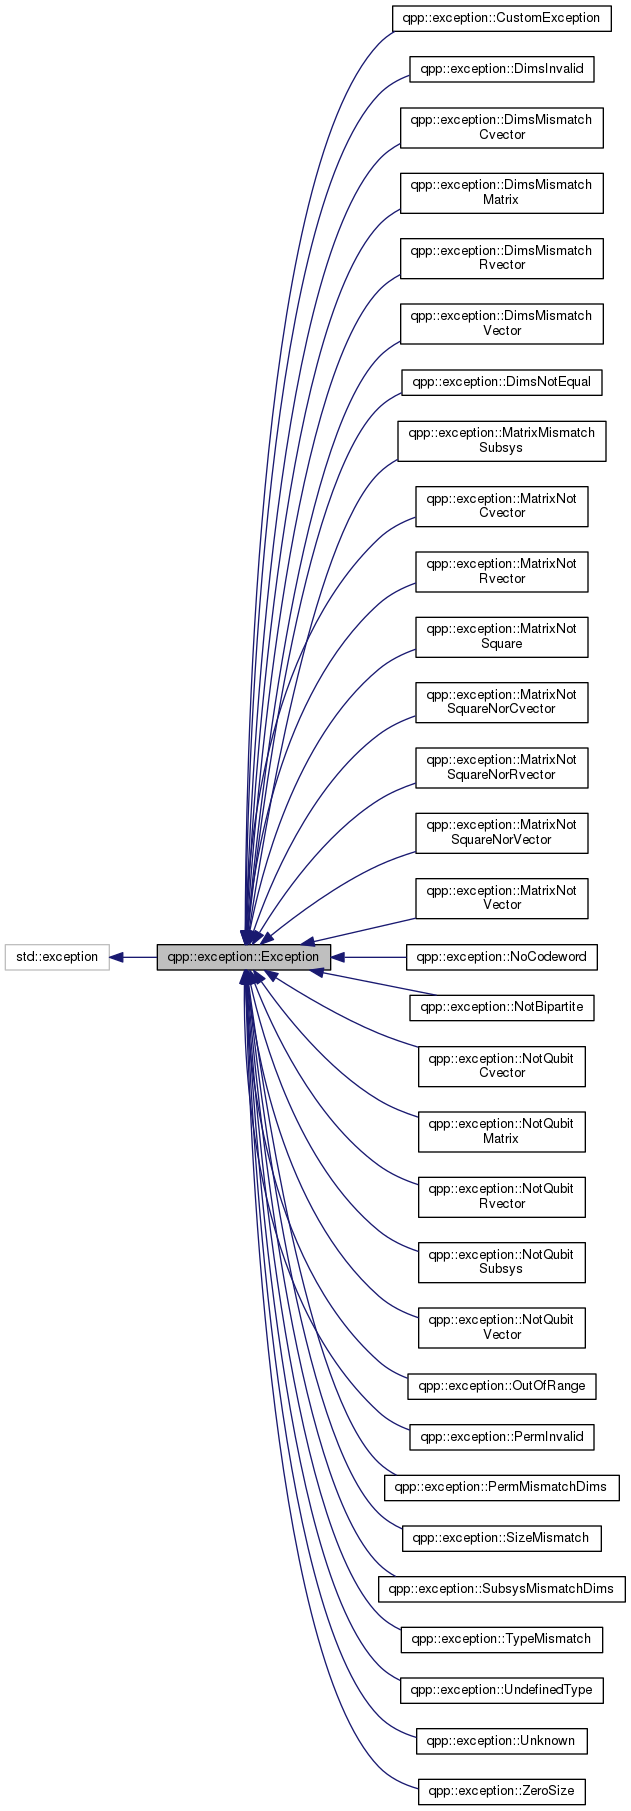 qpp::exception::CustomException
qpp::exception::DimsInvalid
qpp::exception::DimsMismatch
Cvector
qpp::exception::DimsMismatch
Matrix
qpp::exception::DimsMismatch
Rvector
qpp::exception::DimsMismatch
Vector
qpp::exception::DimsNotEqual
qpp::exception::MatrixMismatch
Subsys
qpp::exception::MatrixNot
Cvector
qpp::exception::MatrixNot
Rvector
qpp::exception::MatrixNot
Square
qpp::exception::MatrixNot
SquareNorCvector
qpp::exception::MatrixNot
SquareNorRvector
qpp::exception::MatrixNot
SquareNorVector
qpp::exception::MatrixNot
Vector
std::exception
qpp::exception::Exception
qpp::exception::NoCodeword
qpp::exception::NotBipartite
qpp::exception::NotQubit
Cvector
qpp::exception::NotQubit
Matrix
qpp::exception::NotQubit
Rvector
qpp::exception::NotQubit
Subsys
qpp::exception::NotQubit
Vector
qpp::exception::OutOfRange
qpp::exception::PermInvalid
qpp::exception::PermMismatchDims
qpp::exception::SizeMismatch
qpp::exception::SubsysMismatchDims
qpp::exception::TypeMismatch
qpp::exception::UndefinedType
qpp::exception::Unknown
qpp::exception::ZeroSize